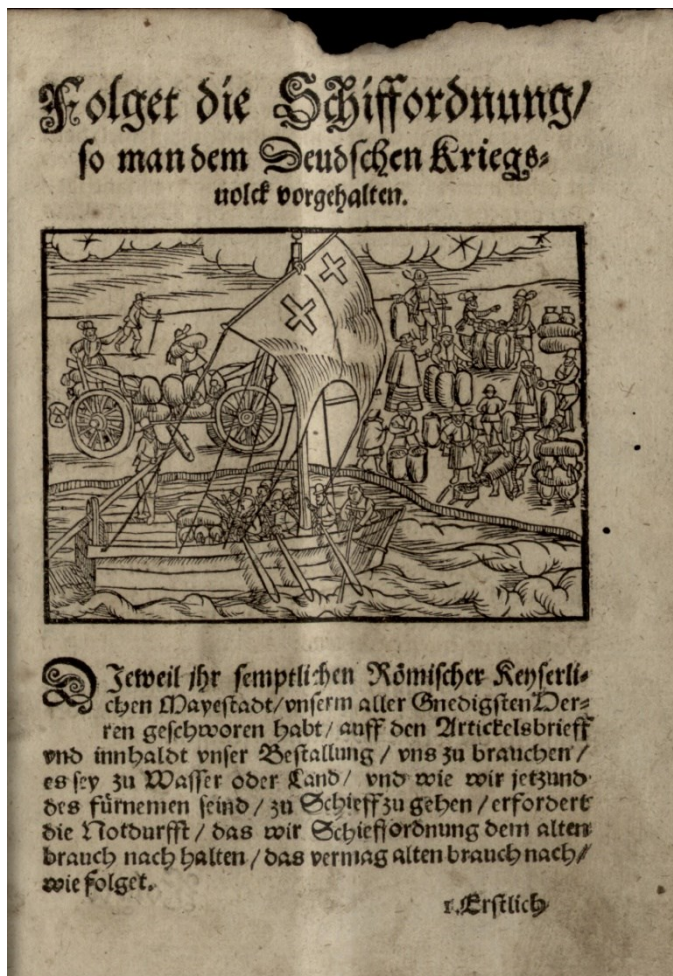 Folget die Schiffordnung/
so man dem Deudschen Kriegs-
uolck vorgehalten.
DJeweil jhr semptlichen Römischer Keyserli-
chen Mayestadt/vnserm aller Gnedigsten Her-
ren geschworen habt/ auff den Artickelsbrieff
vnd innhaldt vnser Bestallung / vns zu brauchen /
es sey zu Wasser oder Land/ vnd wie wir jetzund
des fürnemen seind / zu Schieff zu gehen / erfordert
die Notdurfft / das wir Schieffordnung dem alten
brauch nach halten / das vermag alten brauch nach/
wie folget.
1. Erstlich